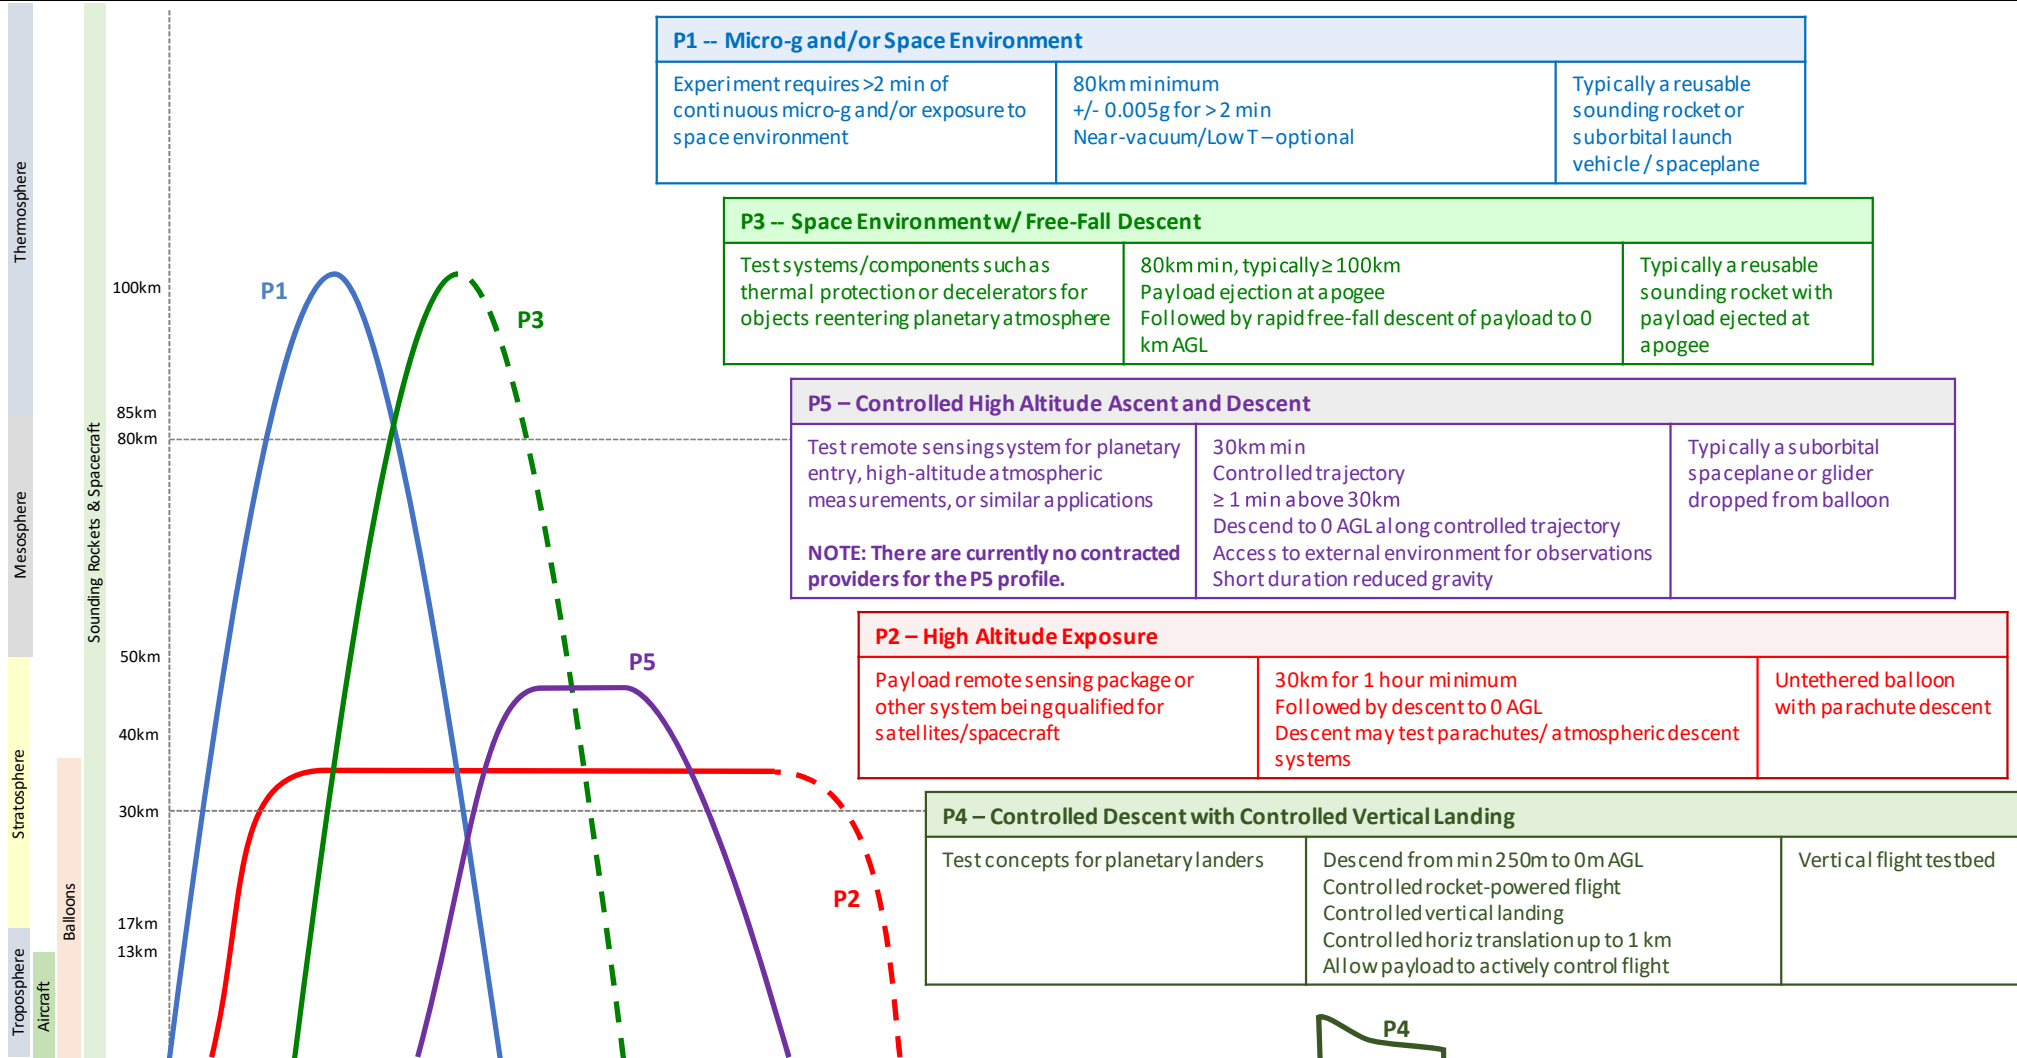 P1 -- Micro-g and/or Space Environment
Experiment requires >2 min of
continuous micro-g and/or exposure to
space environment
80km minimum
+/- 0.005g for > 2 min
Near-vacuum/Low T – optional
Typically a reusable
sounding rocket or
suborbital launch
vehicle / spaceplane
P3 -- Space Environment w/ Free-Fall Descent
Test systems/components such as
thermal protection or decelerators for
objects reentering planetary atmosphere
80km min, typically ≥ 100km
Payload ejection at apogee
Followed by rapid free-fall descent of payload to 0
km AGL
Typically a reusable
sounding rocket with
payload ejected at
apogee
P5 – Controlled High Altitude Ascent and Descent
Test remote sensing system for planetary
entry, high-altitude atmospheric
measurements, or similar applications
NOTE: There are currently no contracted
providers for the P5 profile.
30km min
Controlled trajectory
≥ 1 min above 30km
Descend to 0 AGL along controlled trajectory
Access to external environment for observations
Short duration reduced gravity
Typically a suborbital
spaceplane or glider
dropped from balloon
P2 – High Altitude Exposure
Payload remote sensing package or
other system being qualified for
satellites/spacecraft
30km for 1 hour minimum
Followed by descent to 0 AGL
Descent may test parachutes/ atmospheric descent
systems
Untethered balloon
with parachute descent
P4 – Controlled Descent with Controlled Vertical Landing
Test concepts for planetary landers
Descend from min 250m to 0m AGL
Controlled rocket-powered flight
Controlled vertical landing
Controlled horiz translation up to 1 km
Allow payload to actively control flight
Vertical flight testbed
Thermosphere
Mesosphere
Stratosphere
Troposphere
Aircraft
Balloons
Sounding Rockets & Spacecraft
100km
85km
80km
50km
40km
30km
17km
13km
P1
P3
P5
P2
P4